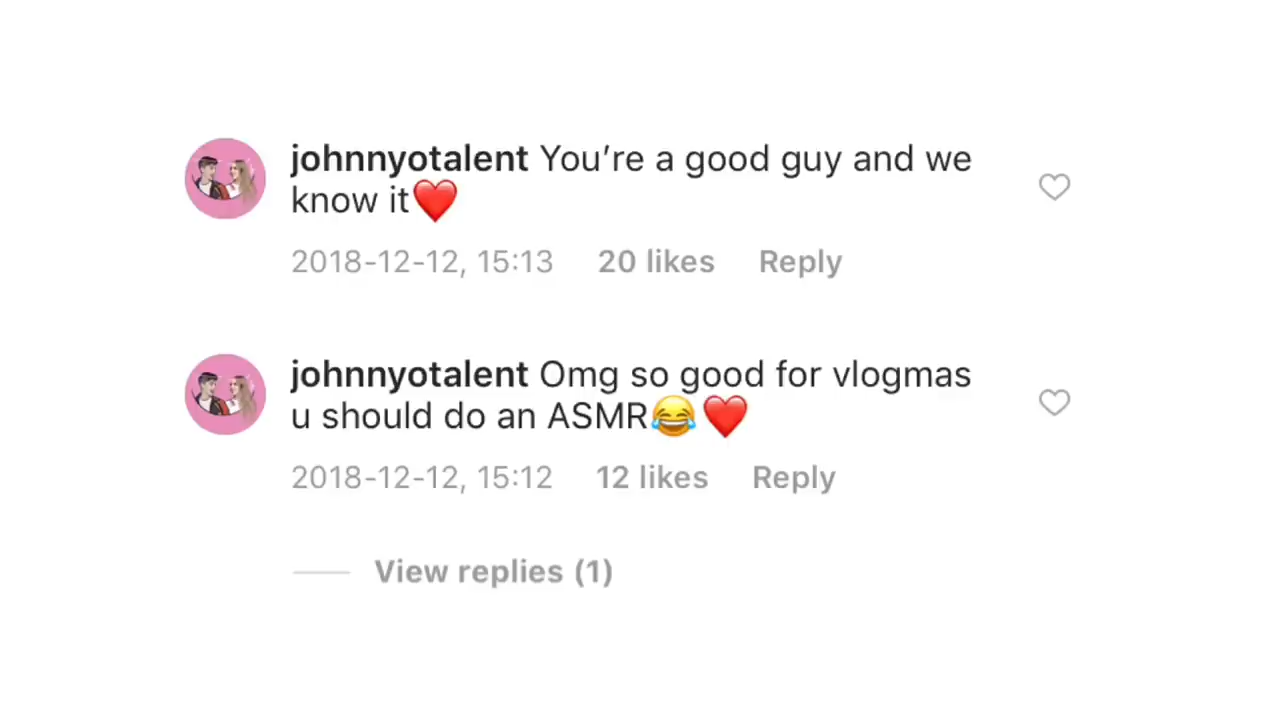 johnnyotalent You’re a good guy and we
know it❤️
2018-12-12, 15:13 20 likes Reply
johnnyotalent Omg so good for vlogmas
u should do an ASMR😂❤️
2018-12-12, 15:12 12 likes Reply
View replies (1)